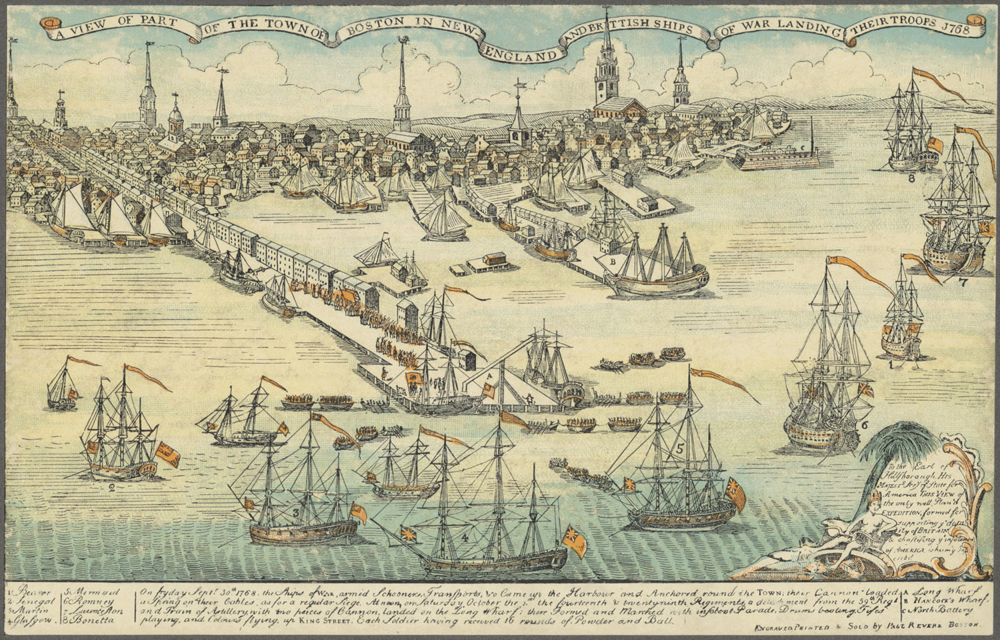 A VIEW OF PART OF THE TOWN OF BOSTON IN NEW ENGLAND AND BRITTISH SHIPS OF WAR LANDING THEIR TROOPS 1768
C
8
7
B
1
A
6
5
2
3
4
To the Earl of
Hillsborough, His
Majest.s Sec.y of State for
America THIS VIEW of
the only well Plan'd
EXPEDITION, formed for
supporting y.e
of BRITAIN
& chastising y.e
of AMERICA, is hum'y
1 Beaver
2 Senegal
3 Martin
4 Glasgow
5 Mermaid
6 Romney
7 Launceston
8 Bonetta
On fryday Sept.r 30.th 1768, the Ships of WAR, armed Schooners, Transports, &c Came up the Harbour and Anchored round the TOWN; their Cannon loaded,
a Spring on their Cables, as for a regular Siege. At noon on Saturday, October the 1.st the fourteenth & twenty ninth Regiments, a detachment from the 59.th Reg.t
and Train of Artillery, with two pieces of Cannon, landed on the Long Wharf; there Formed and Marched with insolent Parade, Drums beating, Fifes
playing, and Colours flying, up KING STREET. Each Soldier having received 16 rounds of Powder and Ball.
A Long Wharf
B HANCOCK'S Wharf.
C North Battery
ENGRAVED, PRINTED & SOLD by PAUL REVERE BOSTON.